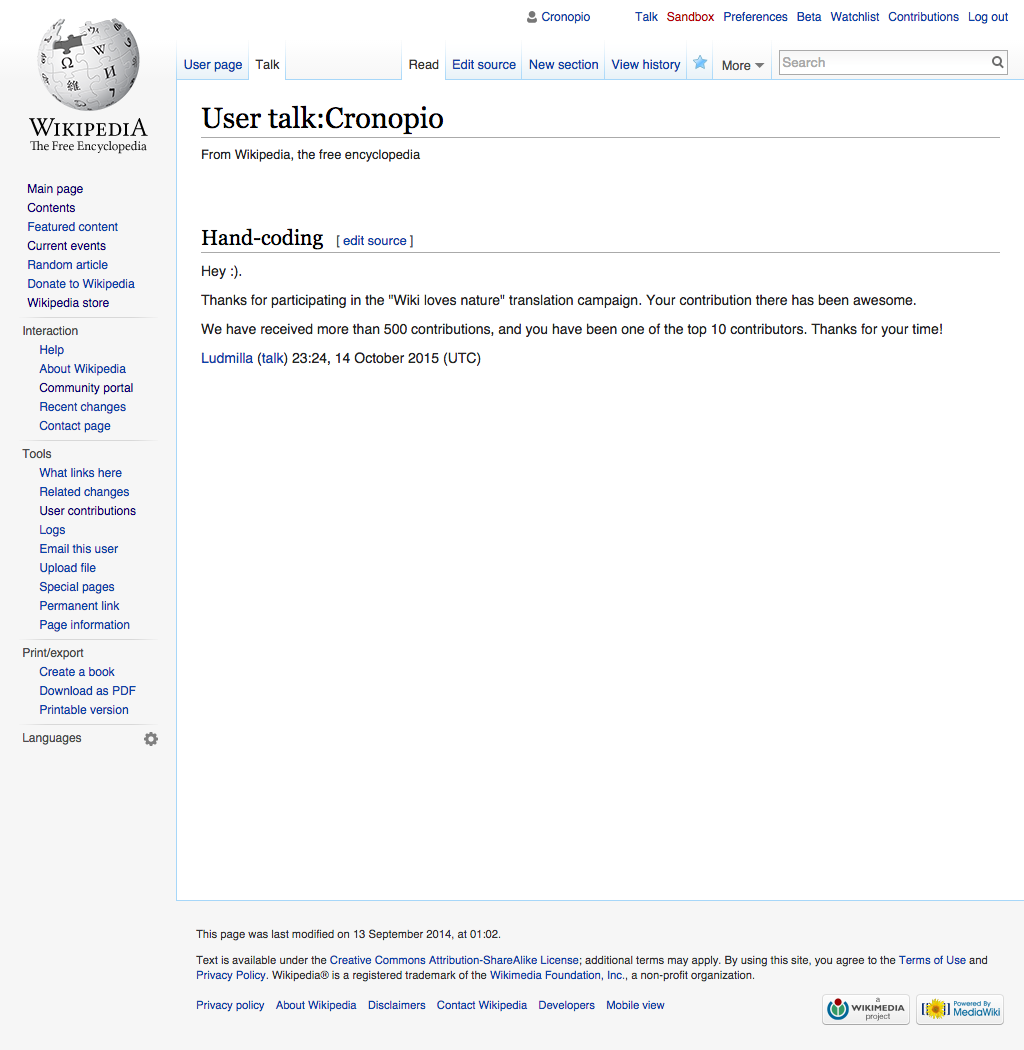 Cronopio Talk Sandbox Preferences Beta Watchlist Contributions Log out
User page Talk Read Edit source New section View history More Search
Ω W И 維
WIKIPEDIA
The Free Encyclopedia
Main page
Contents
Featured content
Current events
Random article
Donate to Wikipedia
Wikipedia store
Interaction
Help
About Wikipedia
Community portal
Recent changes
Contact page
Tools
What links here
Related changes
User contributions
Logs
Email this user
Upload file
Special pages
Permanent link
Page information
Print/export
Create a book
Download as PDF
Printable version
Languages
User talk:Cronopio
From Wikipedia, the free encyclopedia
Hand-coding [ edit source ]
Hey :).
Thanks for participating in the "Wiki loves nature" translation campaign. Your contribution there has been awesome.
We have received more than 500 contributions, and you have been one of the top 10 contributors. Thanks for your time!
Ludmilla (talk) 23:24, 14 October 2015 (UTC)
This page was last modified on 13 September 2014, at 01:02.
Text is available under the Creative Commons Attribution-ShareAlike License; additional terms may apply. By using this site, you agree to the Terms of Use and
Privacy Policy. Wikipedia® is a registered trademark of the Wikimedia Foundation, Inc., a non-profit organization.
Privacy policy About Wikipedia Disclaimers Contact Wikipedia Developers Mobile view
a
WIKIMEDIA
project
Powered By
MediaWiki